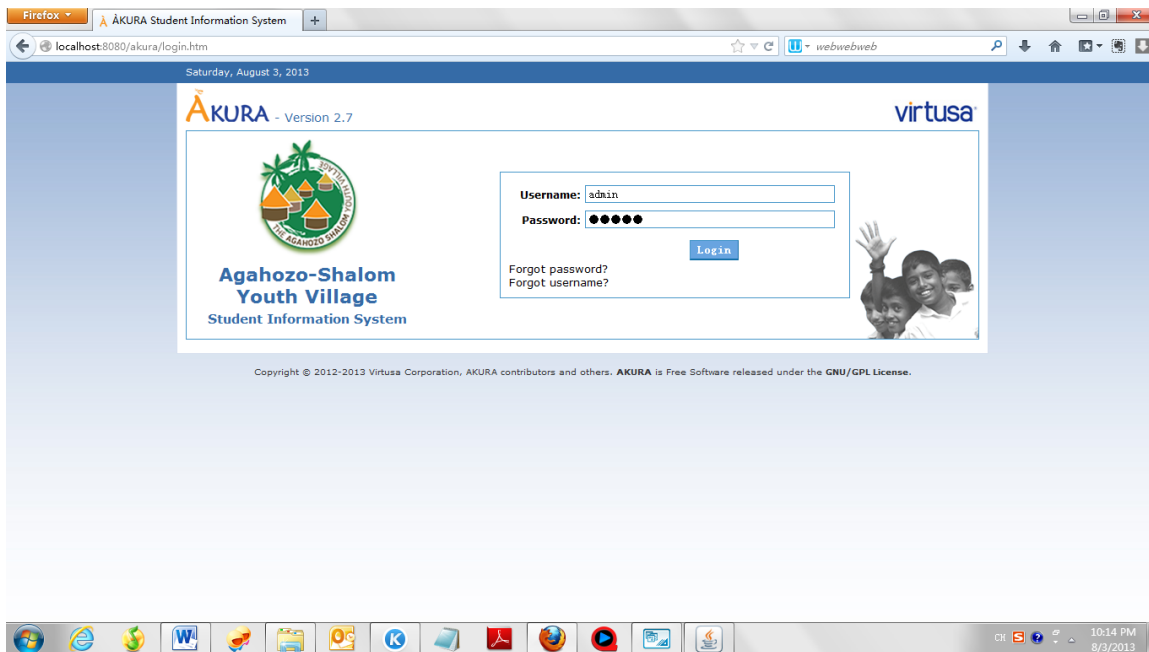 Firefox
ÀKURA Student Information System
localhost:8080/akura/login.htm
webwebweb
Saturday, August 3, 2013
ÀKURA - Version 2.7
virtusa
THE AGAHOZO SHALOM YOUTH VILLAGE
Username: admin
Password: ●●●●●
Login
Forgot password?
Forgot username?
Agahozo-Shalom
Youth Village
Student Information System
Copyright © 2012-2013 Virtusa Corporation, AKURA contributors and others. AKURA is Free Software released under the GNU/GPL License.
CH
10:14 PM
8/3/2013